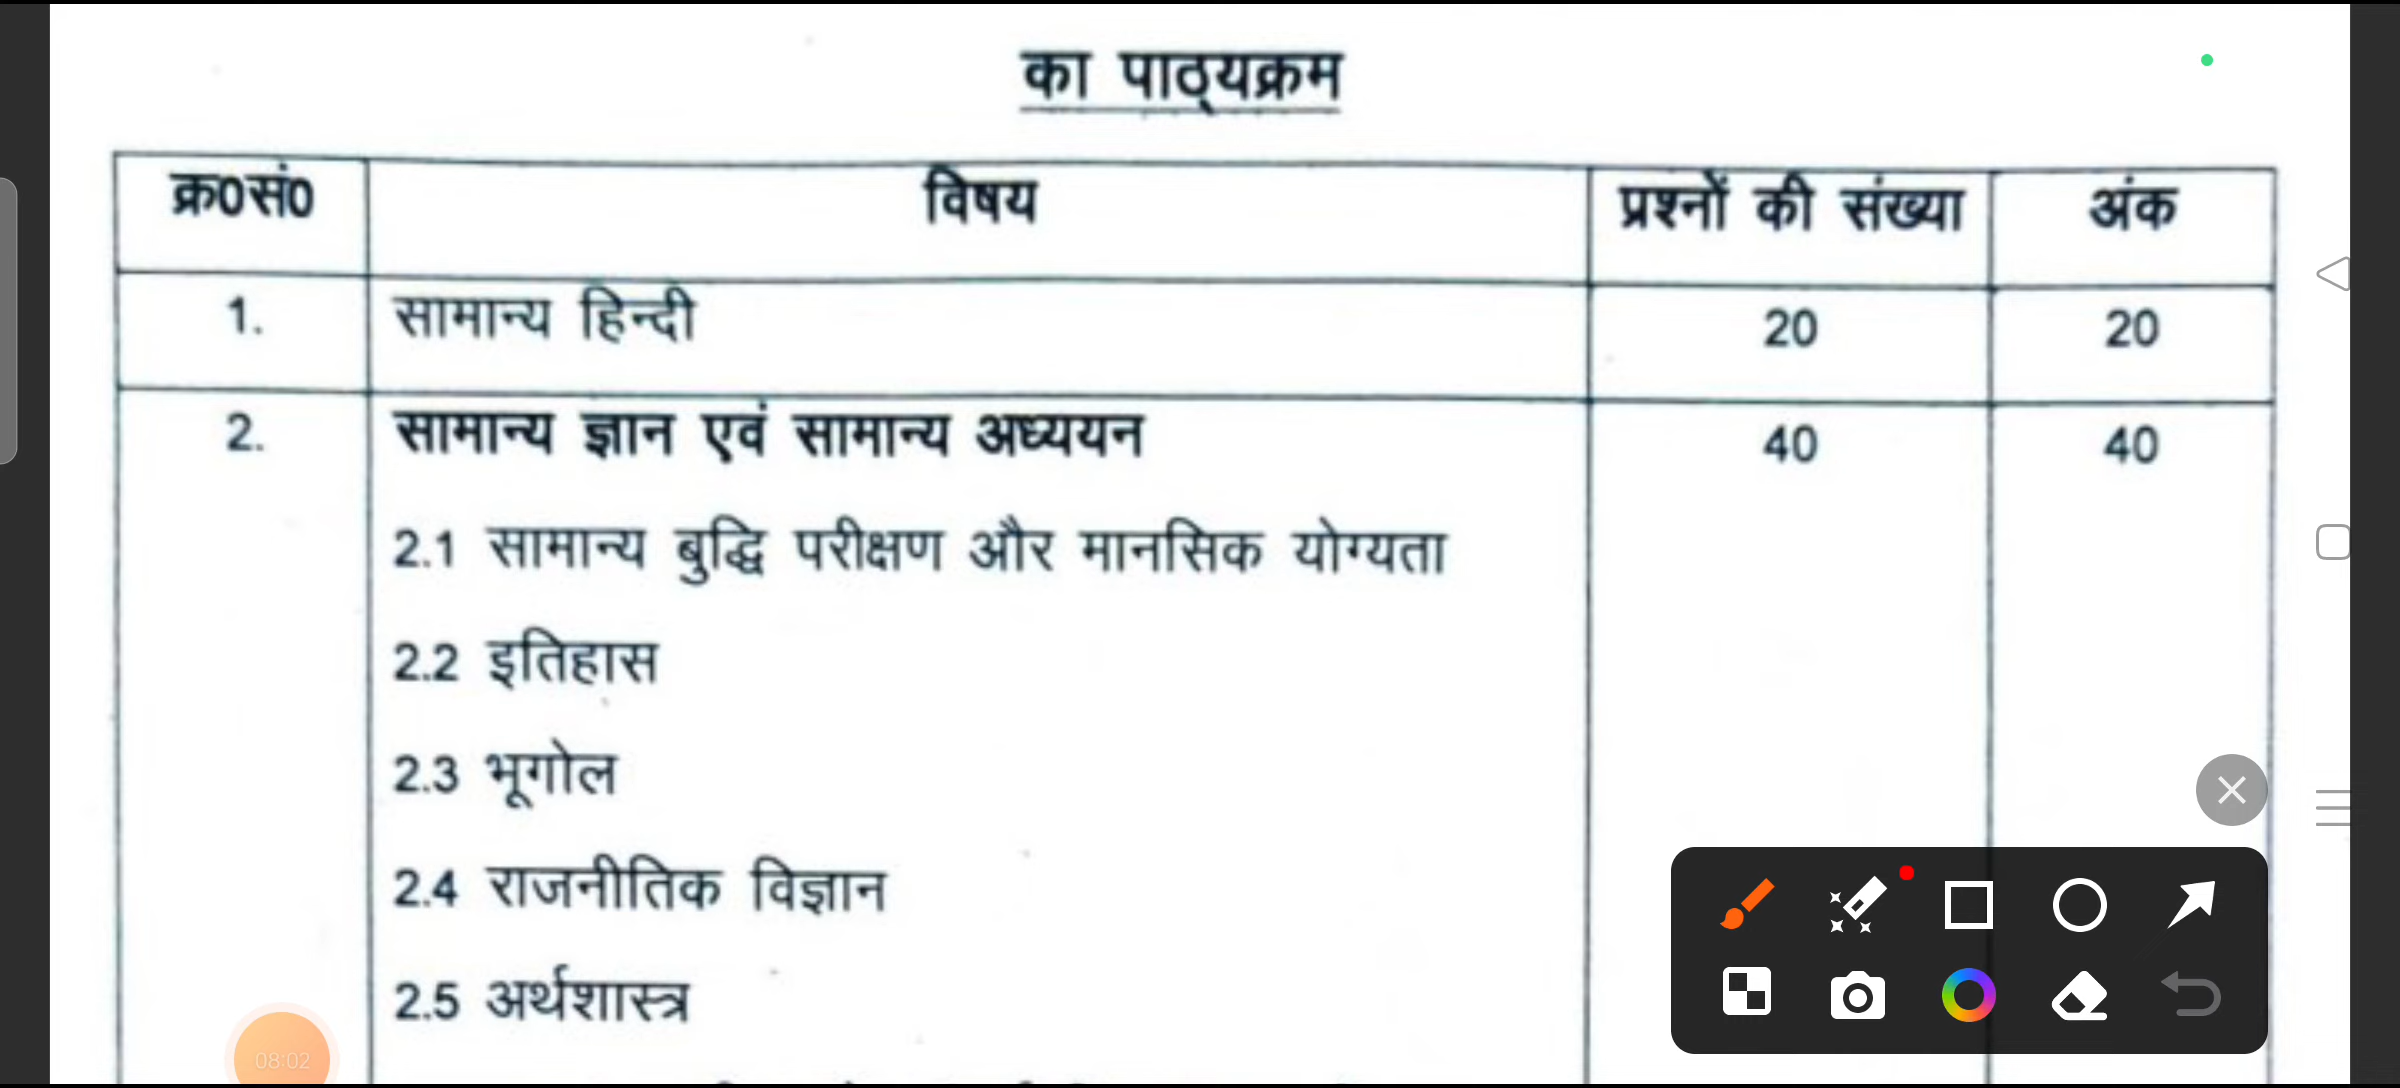 का पाठ्यक्रम
क्र0सं0 विषय प्रश्नों की संख्या अंक
1. सामान्य हिन्दी 20 20
2. सामान्य ज्ञान एवं सामान्य अध्ययन 40 40
2.1 सामान्य बुद्धि परीक्षण और मानसिक योग्यता
2.2 इतिहास
2.3 भूगोल
2.4 राजनीतिक विज्ञान
2.5 अर्थशास्त्र
08:02